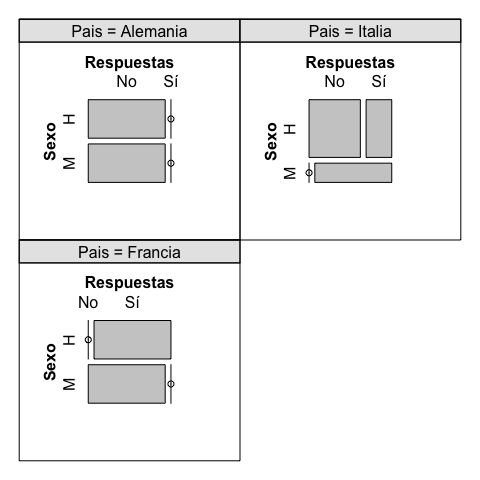 Pais = Alemania
Respuestas
No Sí
Sexo
H
M
Pais = Italia
Respuestas
No Sí
Sexo
H
M
Pais = Francia
Respuestas
No Sí
Sexo
H
M